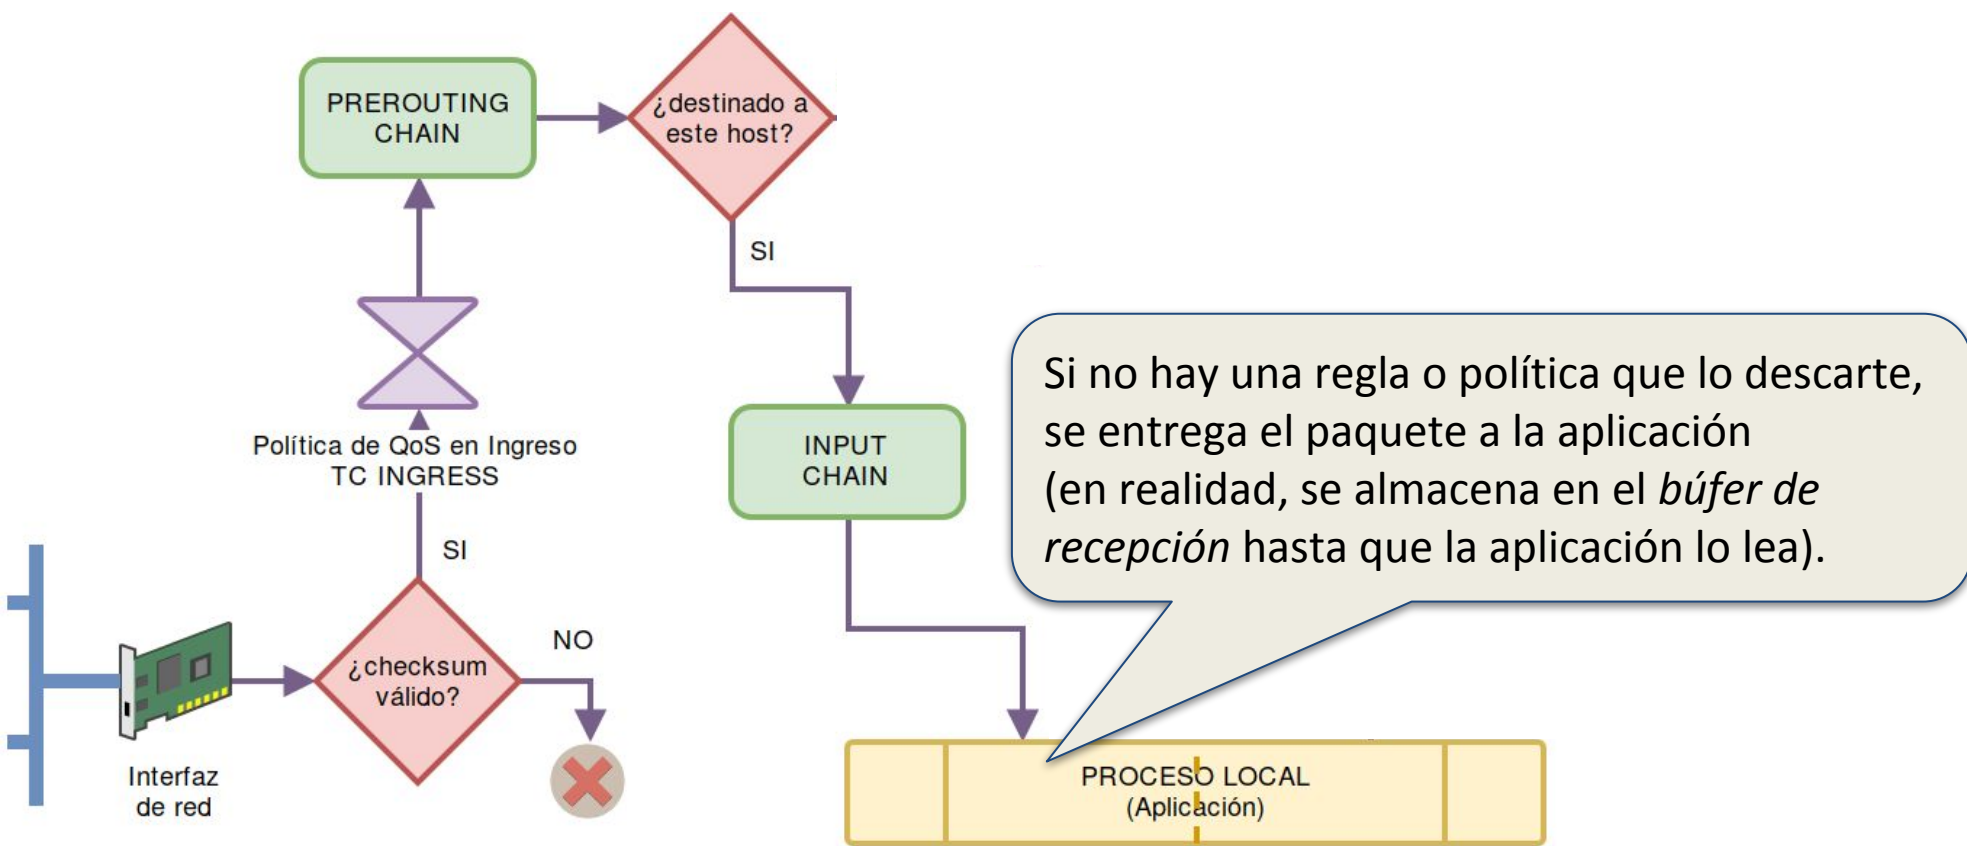 PREROUTING
CHAIN
¿destinado a
este host?
SI
Si no hay una regla o política que lo descarte,
se entrega el paquete a la aplicación
(en realidad, se almacena en el búfer de
recepción hasta que la aplicación lo lea).
Política de QoS en Ingreso
TC INGRESS
INPUT
CHAIN
SI
NO
¿checksum
válido?
Interfaz
de red
PROCESO LOCAL
(Aplicación)